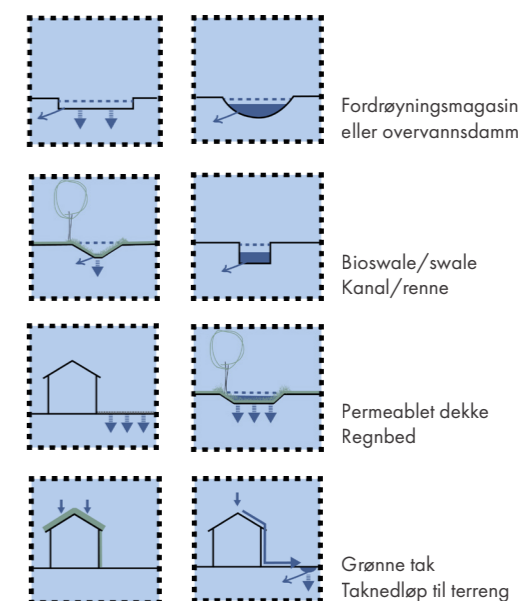 Fordrøyningsmagasin
eller overvannsdamm
Bioswale/swale
Kanal/renne
Permeablet dekke
Regnbed
Grønne tak
Taknedløp til terreng